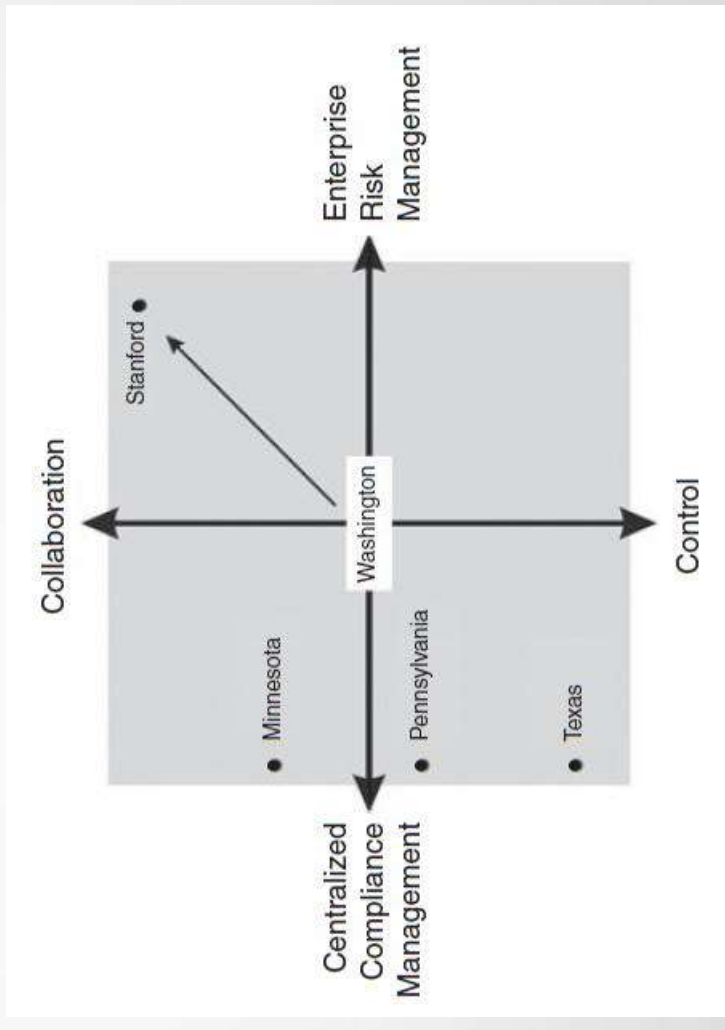 Collaboration
Stanford
Centralized
Compliance
Management
Washington
Enterprise
Risk
Management
Minnesota
Pennsylvania
Texas
Control